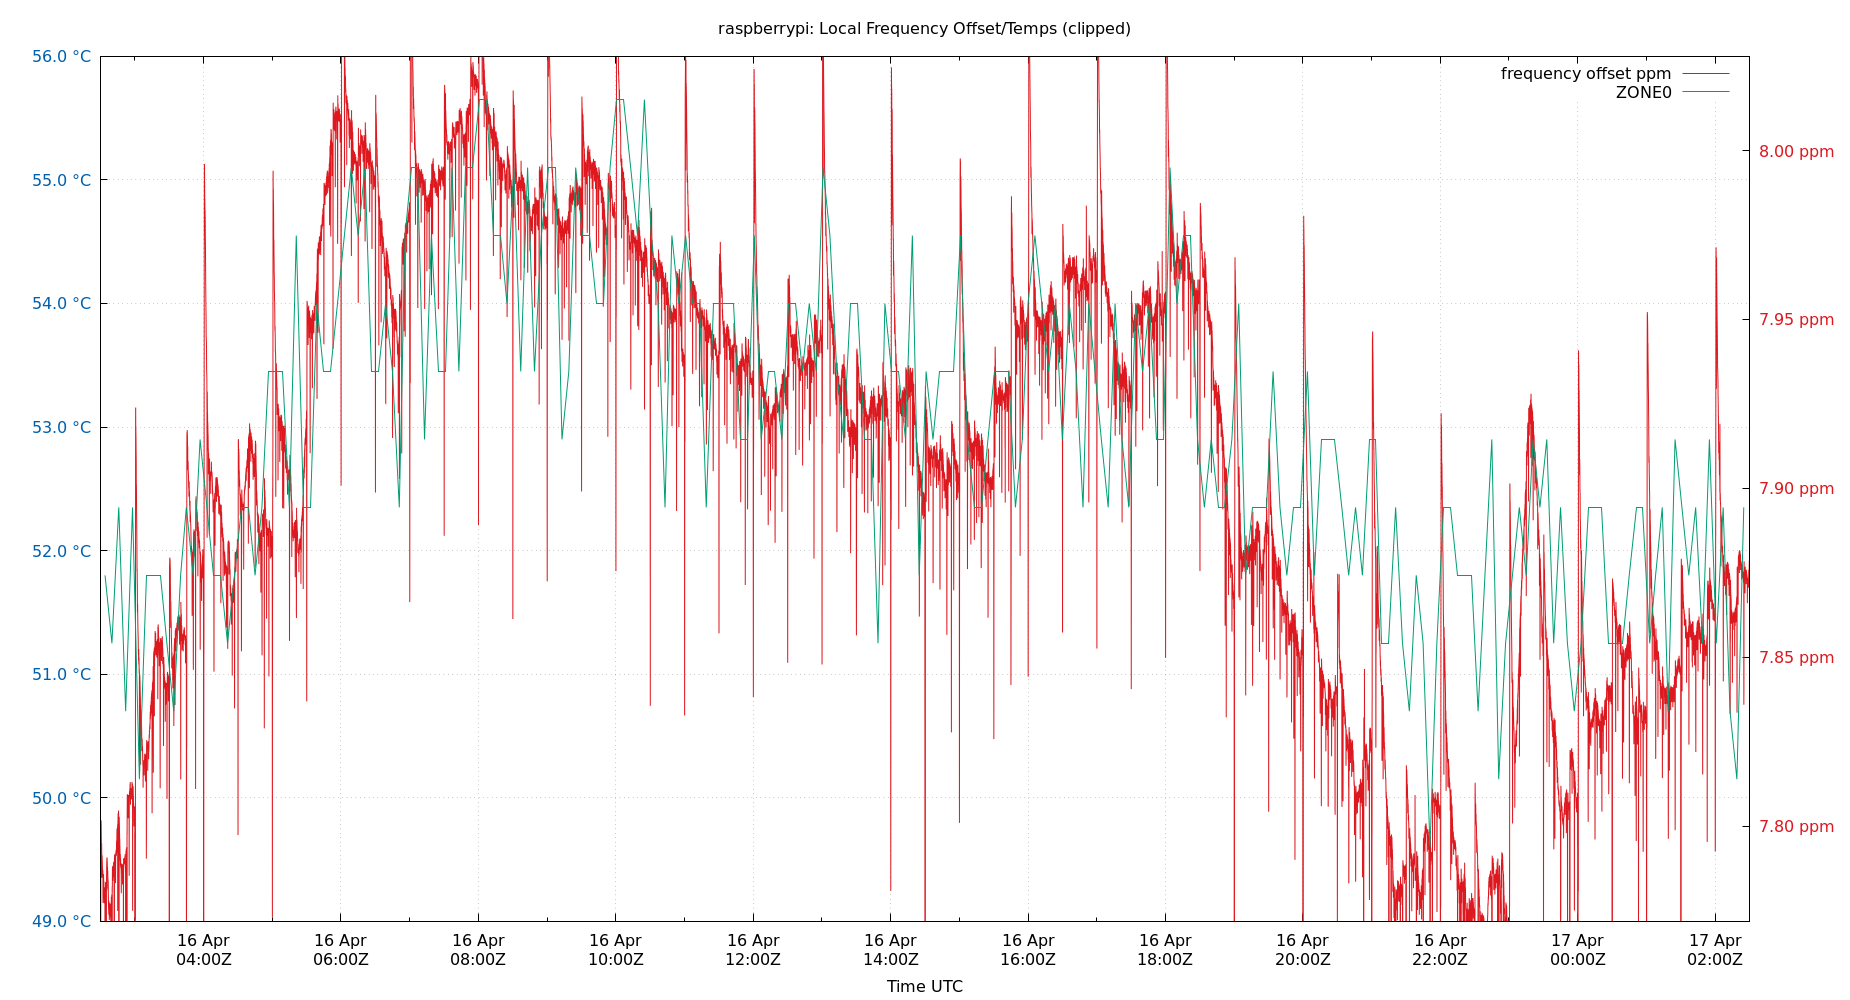 raspberrypi: Local Frequency Offset/Temps (clipped)
frequency offset ppm
ZONE0
56.0 °C
55.0 °C
54.0 °C
53.0 °C
52.0 °C
51.0 °C
50.0 °C
49.0 °C
8.00 ppm
7.95 ppm
7.90 ppm
7.85 ppm
7.80 ppm
16 Apr
04:00Z
16 Apr
06:00Z
16 Apr
08:00Z
16 Apr
10:00Z
16 Apr
12:00Z
16 Apr
14:00Z
16 Apr
16:00Z
16 Apr
18:00Z
16 Apr
20:00Z
16 Apr
22:00Z
17 Apr
00:00Z
17 Apr
02:00Z
Time UTC